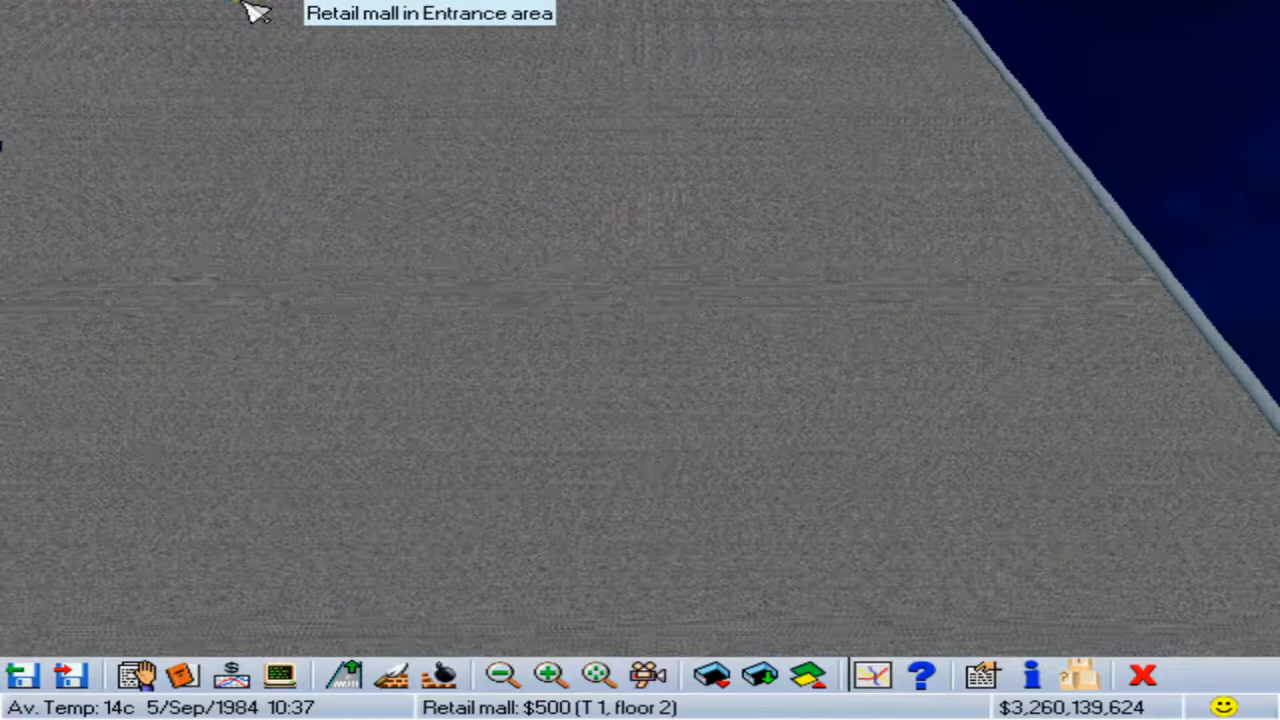 Retail mall in Entrance area
Av. Temp: 14c 5/Sep/1984 10:37 Retail mall: $500 (T 1, floor 2) $3,260,139,624